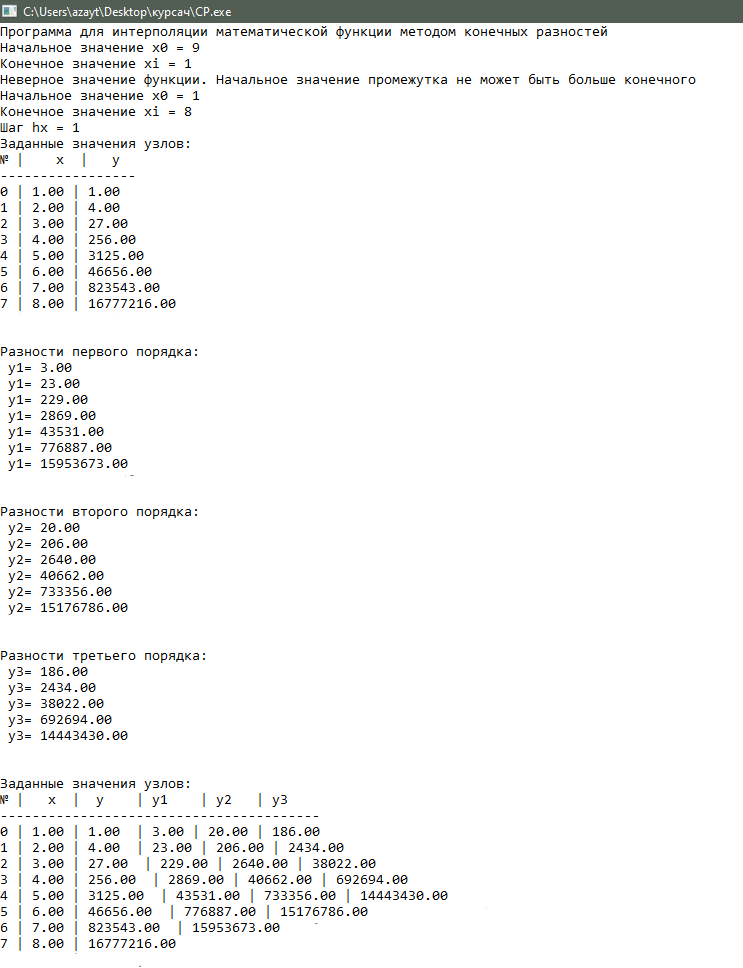 C:\Users\azayt\Desktop\курсач\CP.exe
Программа для интерполяции математической функции методом конечных разностей
Начальное значение x0 = 9
Конечное значение xi = 1
Неверное значение функции. Начальное значение промежутка не может быть больше конечного
Начальное значение x0 = 1
Конечное значение xi = 8
Шаг hx = 1
Заданные значения узлов:
№ |    x  |   y
-----------------
0 | 1.00 | 1.00
1 | 2.00 | 4.00
2 | 3.00 | 27.00
3 | 4.00 | 256.00
4 | 5.00 | 3125.00
5 | 6.00 | 46656.00
6 | 7.00 | 823543.00
7 | 8.00 | 16777216.00
Разности первого порядка:
y1= 3.00
y1= 23.00
y1= 229.00
y1= 2869.00
y1= 43531.00
y1= 776887.00
y1= 15953673.00
Разности второго порядка:
y2= 20.00
y2= 206.00
y2= 2640.00
y2= 40662.00
y2= 733356.00
y2= 15176786.00
Разности третьего порядка:
y3= 186.00
y3= 2434.00
y3= 38022.00
y3= 692694.00
y3= 14443430.00
Заданные значения узлов:
№ |   x  |  y    | y1    | y2   | y3
----------------------------------------
0 | 1.00 | 1.00  | 3.00 | 20.00 | 186.00
1 | 2.00 | 4.00  | 23.00 | 206.00 | 2434.00
2 | 3.00 | 27.00  | 229.00 | 2640.00 | 38022.00
3 | 4.00 | 256.00  | 2869.00 | 40662.00 | 692694.00
4 | 5.00 | 3125.00  | 43531.00 | 733356.00 | 14443430.00
5 | 6.00 | 46656.00  | 776887.00 | 15176786.00
6 | 7.00 | 823543.00  | 15953673.00
7 | 8.00 | 16777216.00